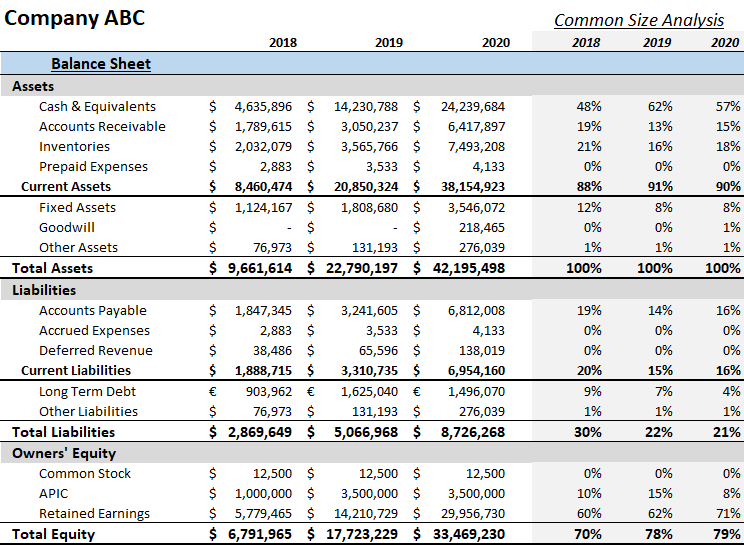 Company ABC Common Size Analysis
2018 2019 2020 2018 2019 2020
Balance Sheet
Assets
Cash & Equivalents $ 4,635,896 $ 14,230,788 $ 24,239,684 48% 62% 57%
Accounts Receivable $ 1,789,615 $ 3,050,237 $ 6,417,897 19% 13% 15%
Inventories $ 2,032,079 $ 3,565,766 $ 7,493,208 21% 16% 18%
Prepaid Expenses $ 2,883 $ 3,533 $ 4,133 0% 0% 0%
Current Assets $ 8,460,474 $ 20,850,324 $ 38,154,923 88% 91% 90%
Fixed Assets $ 1,124,167 $ 1,808,680 $ 3,546,072 12% 8% 8%
Goodwill $ - $ - $ 218,465 0% 0% 1%
Other Assets $ 76,973 $ 131,193 $ 276,039 1% 1% 1%
Total Assets $ 9,661,614 $ 22,790,197 $ 42,195,498 100% 100% 100%
Liabilities
Accounts Payable $ 1,847,345 $ 3,241,605 $ 6,812,008 19% 14% 16%
Accrued Expenses $ 2,883 $ 3,533 $ 4,133 0% 0% 0%
Deferred Revenue $ 38,486 $ 65,596 $ 138,019 0% 0% 0%
Current Liabilities $ 1,888,715 $ 3,310,735 $ 6,954,160 20% 15% 16%
Long Term Debt € 903,962 € 1,625,040 € 1,496,070 9% 7% 4%
Other Liabilities $ 76,973 $ 131,193 $ 276,039 1% 1% 1%
Total Liabilities $ 2,869,649 $ 5,066,968 $ 8,726,268 30% 22% 21%
Owners' Equity
Common Stock $ 12,500 $ 12,500 $ 12,500 0% 0% 0%
APIC $ 1,000,000 $ 3,500,000 $ 3,500,000 10% 15% 8%
Retained Earnings $ 5,779,465 $ 14,210,729 $ 29,956,730 60% 62% 71%
Total Equity $ 6,791,965 $ 17,723,229 $ 33,469,230 70% 78% 79%